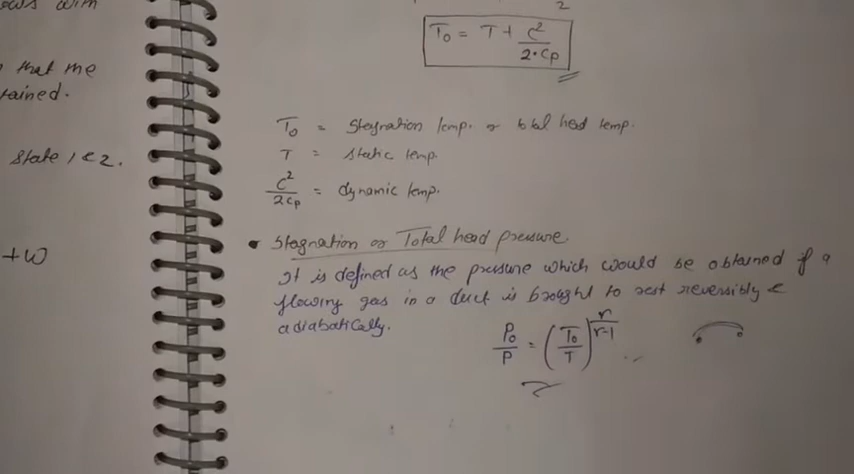 ows with
that me
tained.
State 1 & 2.
+w
2
T₀ = T + C²/2·Cp
T₀ = Stagnation temp. or total head temp.
T = static temp.
C²/2Cp = dynamic temp.
• Stagnation or Total head pressure.
It is defined as the pressure which would be obtained if a
flowing gas in a duct is brought to rest reversibly &
adiabatically.
P₀/P = (T₀/T)^(r/r-1)